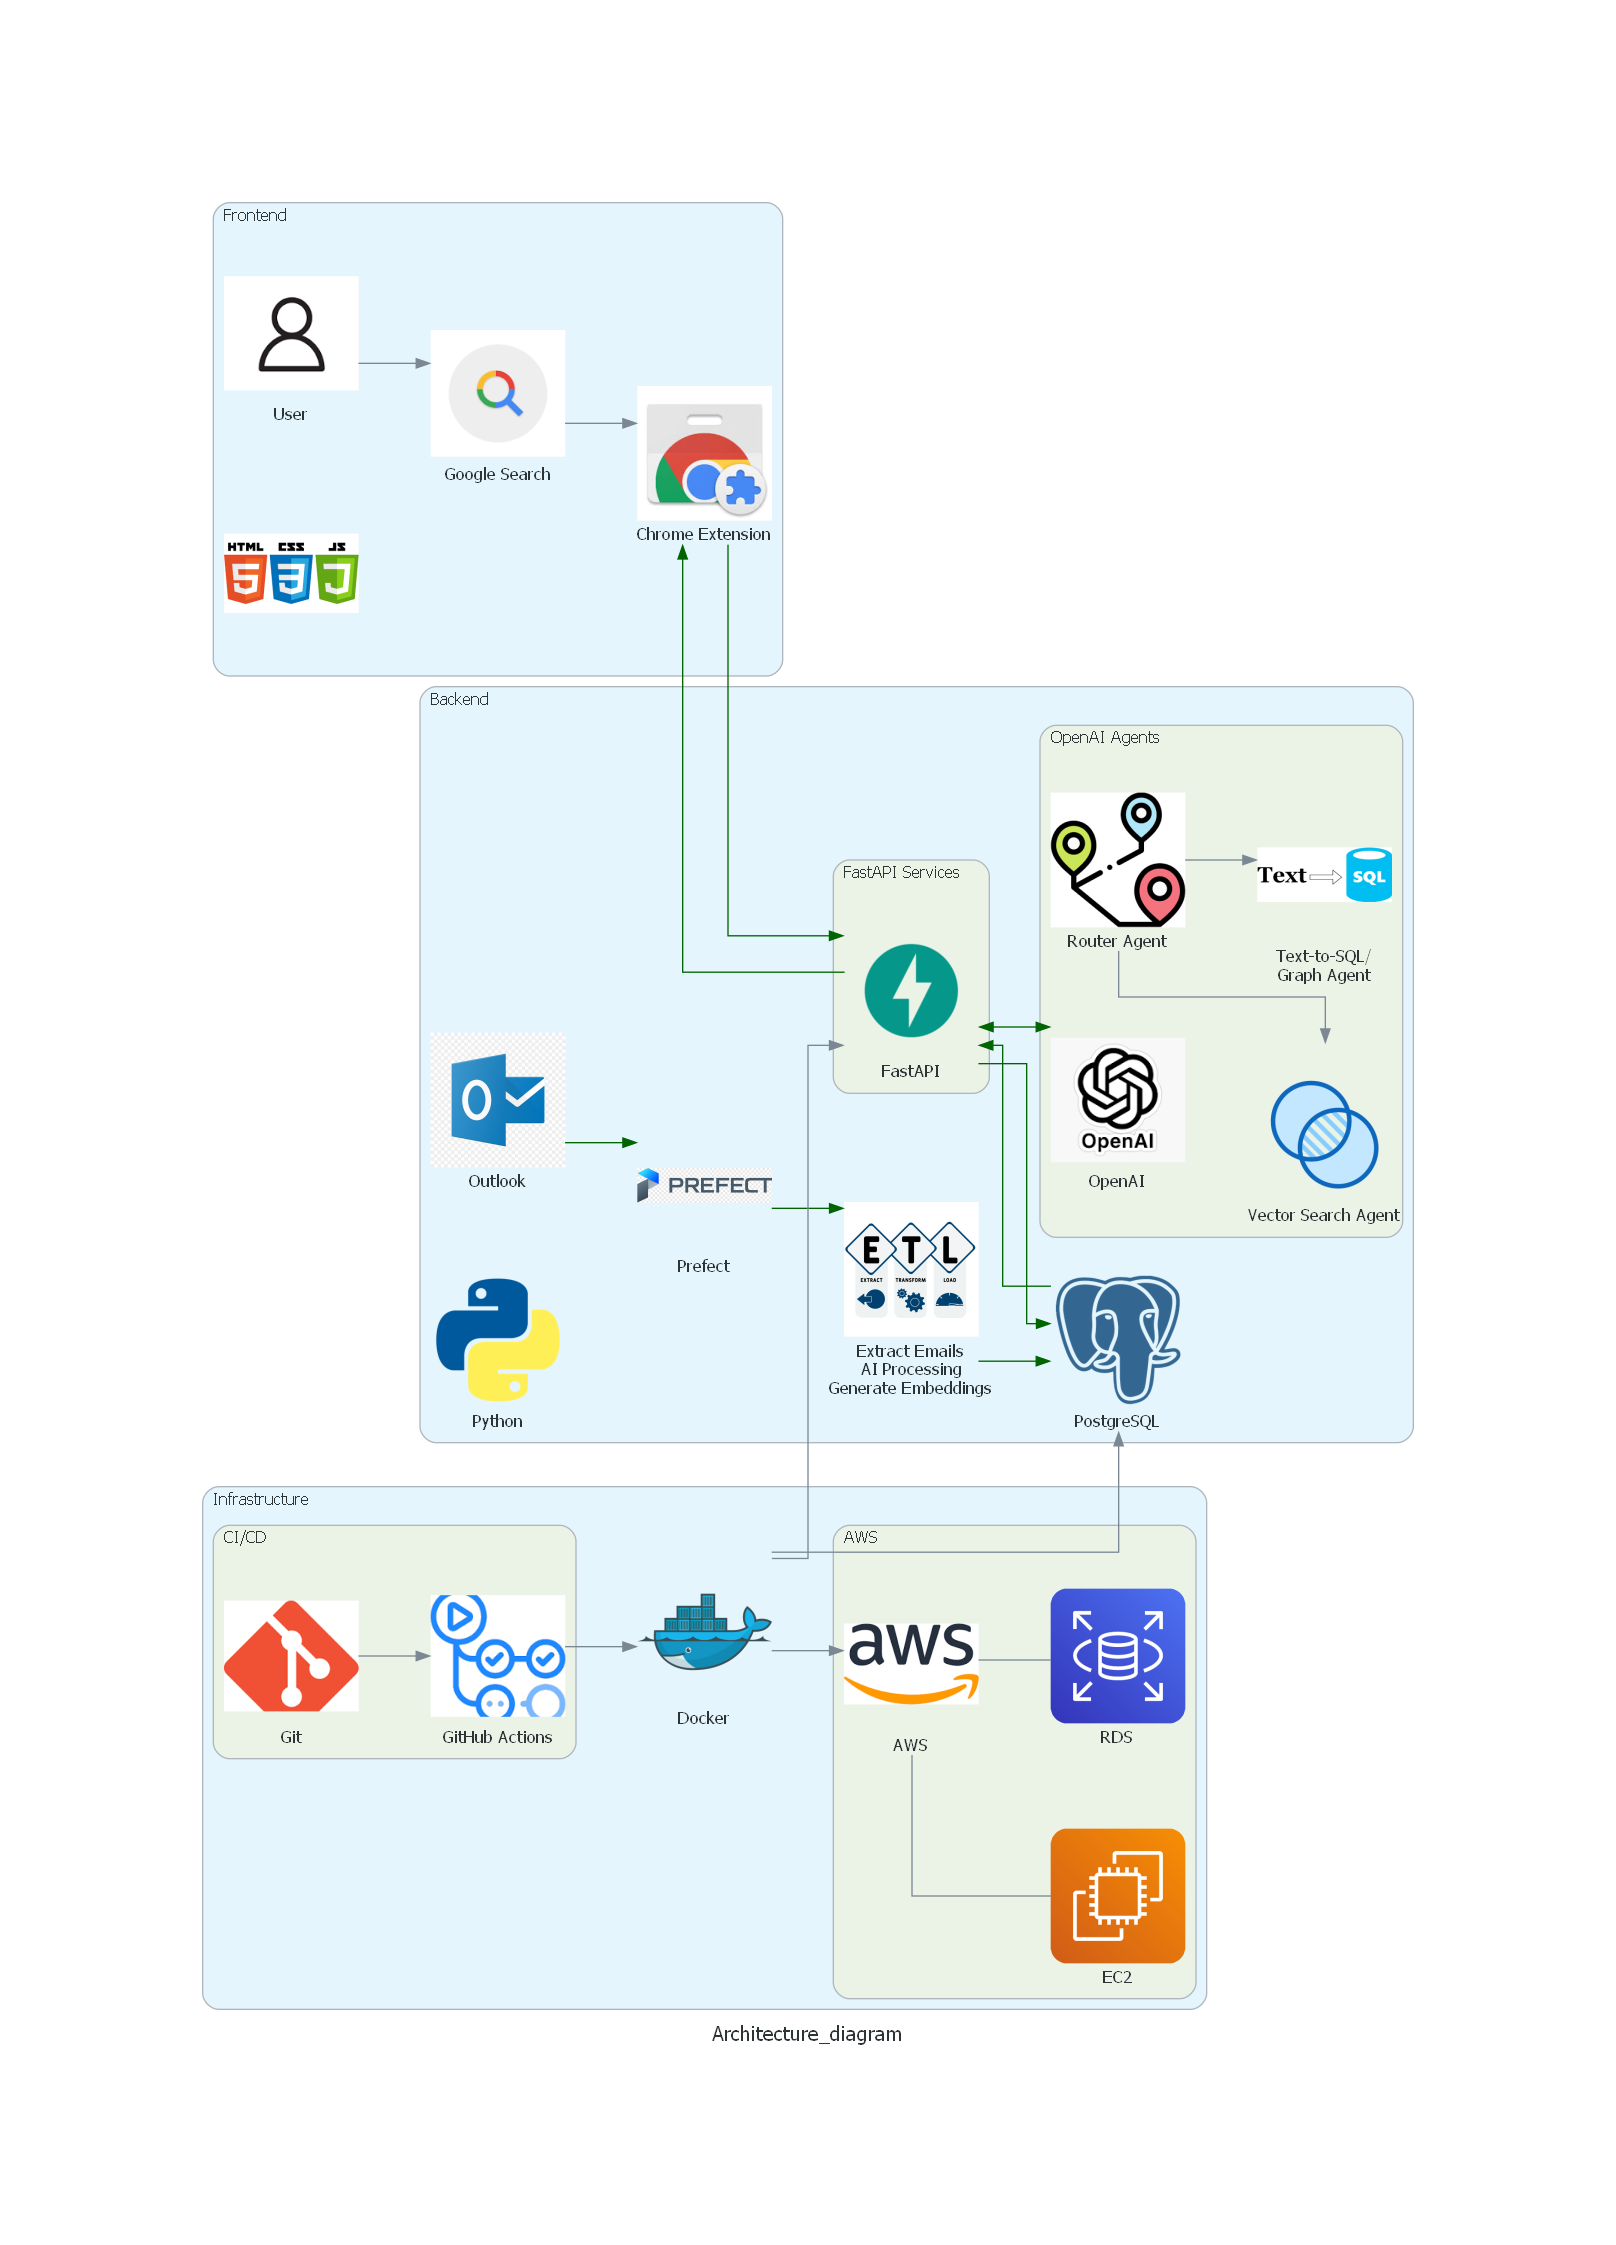 Frontend
User
Google Search
Chrome Extension
HTML CSS JS
5 3 J
Backend
OpenAI Agents
FastAPI Services
Router Agent
Text SQL
Text-to-SQL/
Graph Agent
FastAPI
O
Outlook
OpenAI
OpenAI
Vector Search Agent
PREFECT
Prefect
E T L
EXTRACT TRANSFORM LOAD
Extract Emails
AI Processing
Generate Embeddings
Python
PostgreSQL
Infrastructure
CI/CD
AWS
Git
GitHub Actions
Docker
aws
AWS
RDS
EC2
Architecture_diagram